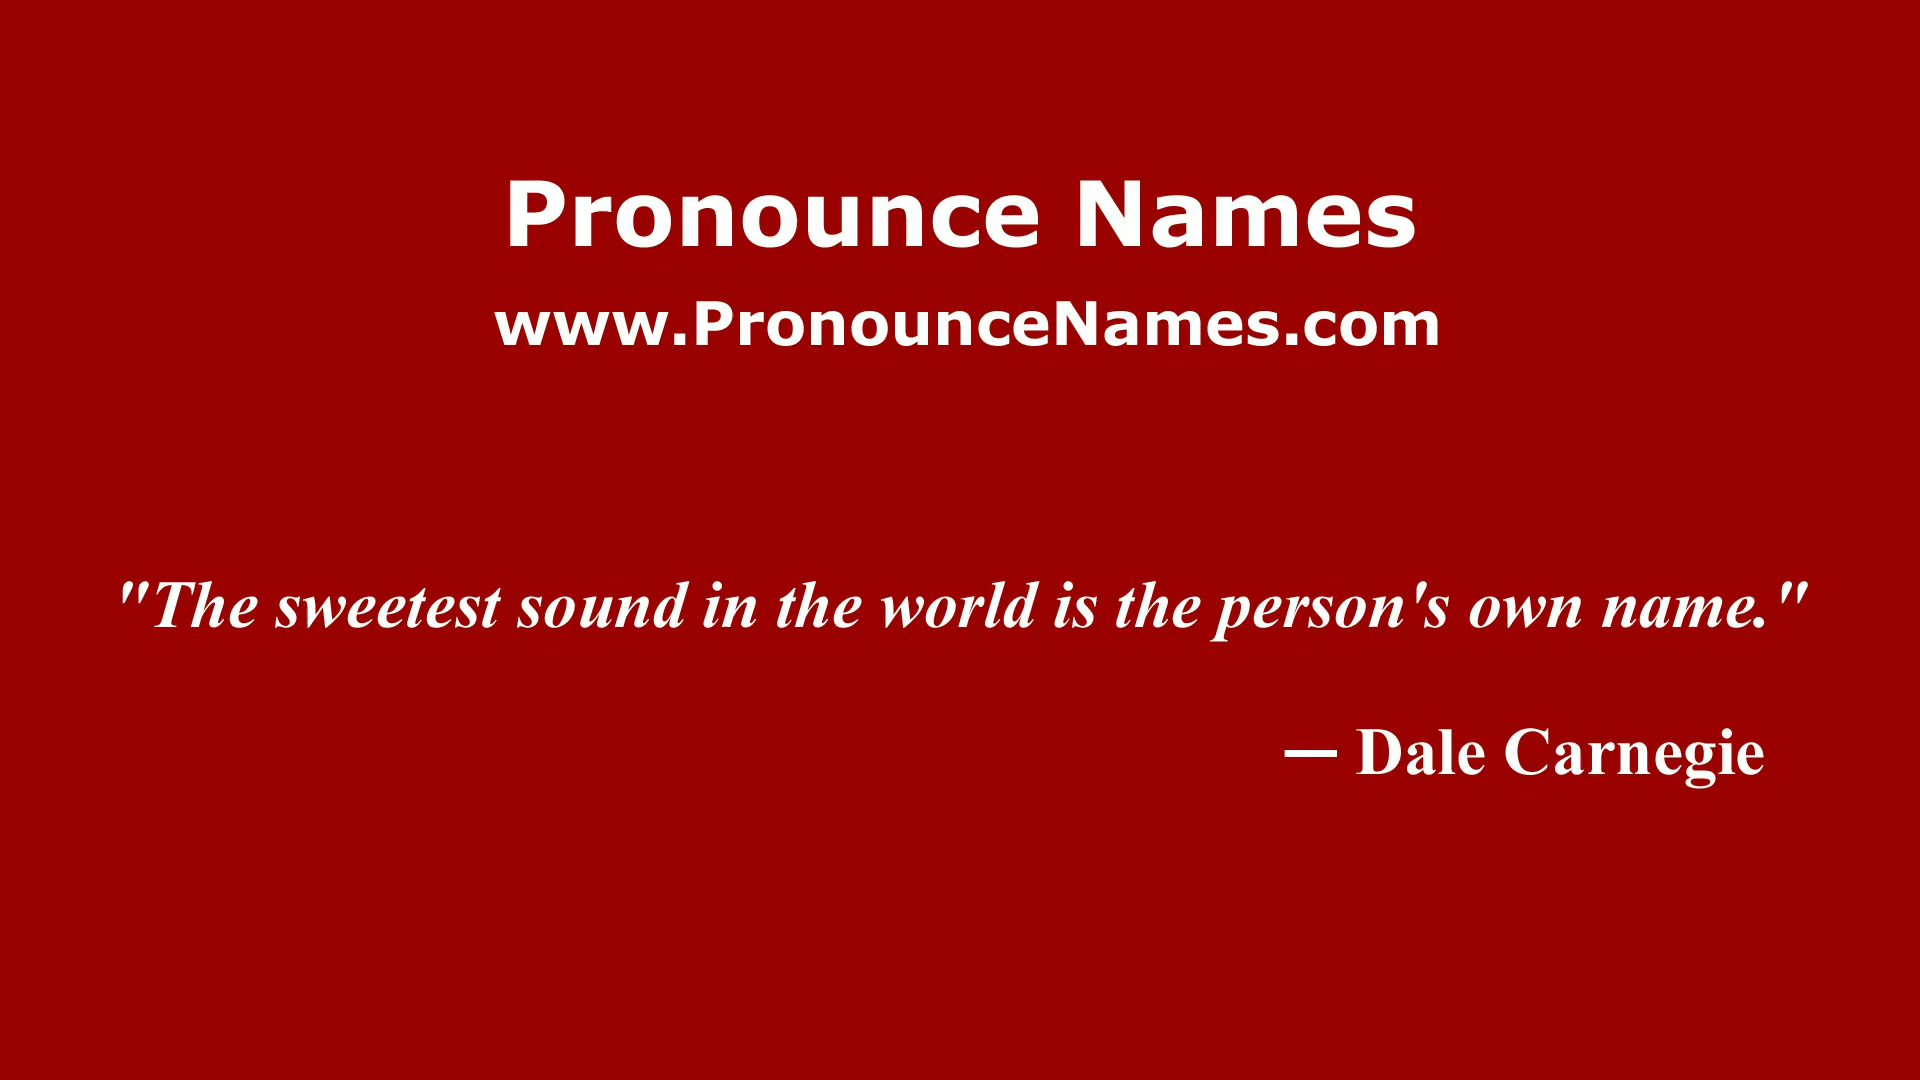 Pronounce Names
www.PronounceNames.com
"The sweetest sound in the world is the person's own name."
— Dale Carnegie